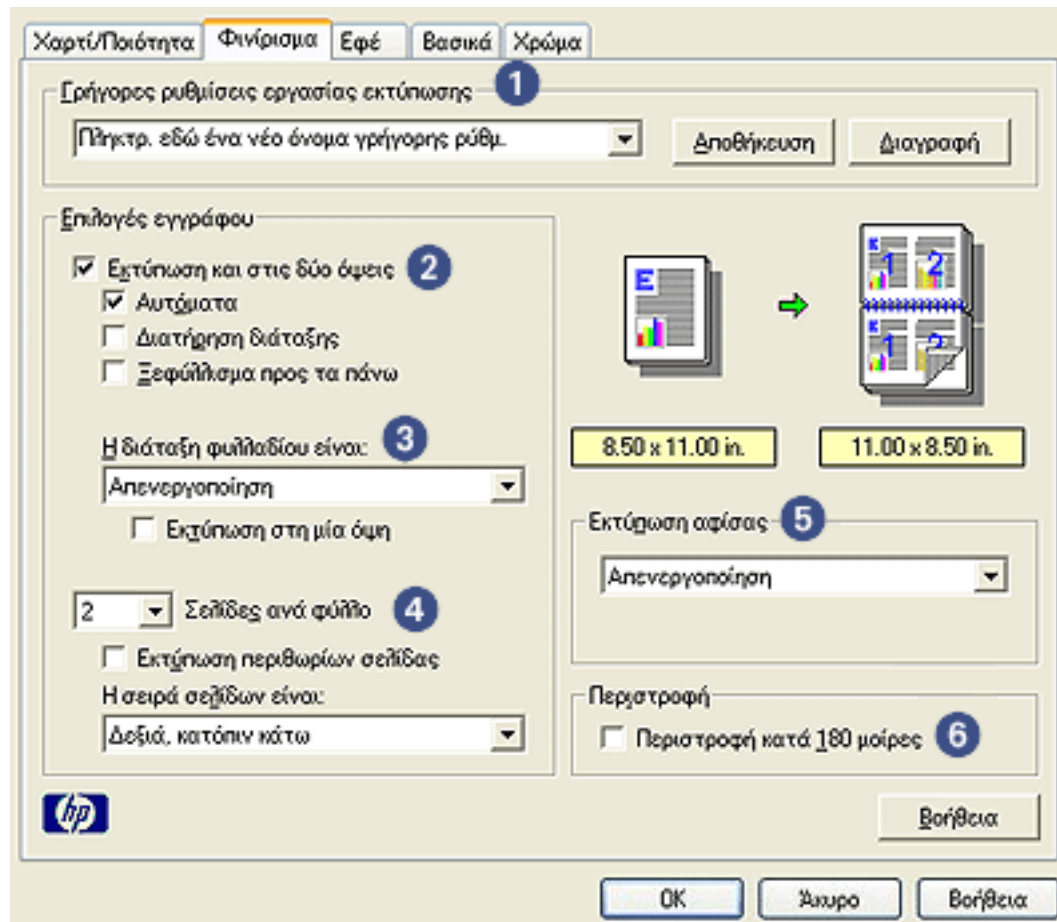 Χαρτί/Ποιότητα Φινίρισμα Εφέ Βασικά Χρώμα
Γρήγορες ρυθμίσεις εργασίας εκτύπωσης 1
Πληκτρ. εδώ ένα νέο όνομα γρήγορης ρύθμ. Αποθήκευση Διαγραφή
Επιλογές εγγράφου
Εκτύπωση και στις δύο όψεις 2
Αυτόματα
Διατήρηση διάταξης
Ξεφύλλισμα προς τα πάνω
E
1 2
1 2
8.50 x 11.00 in. 11.00 x 8.50 in.
Η διάταξη φυλλαδίου είναι: 3
Απενεργοποίηση
Εκτύπωση στη μία όψη
Εκτύπωση αφίσας 5
Απενεργοποίηση
2 Σελίδες ανά φύλλο 4
Εκτύπωση περιθωρίων σελίδας
Η σειρά σελίδων είναι:
Δεξιά, κατόπιν κάτω
Περιστροφή
Περιστροφή κατά 180 μοίρες 6
hp
Βοήθεια
OK Άκυρο Βοήθεια